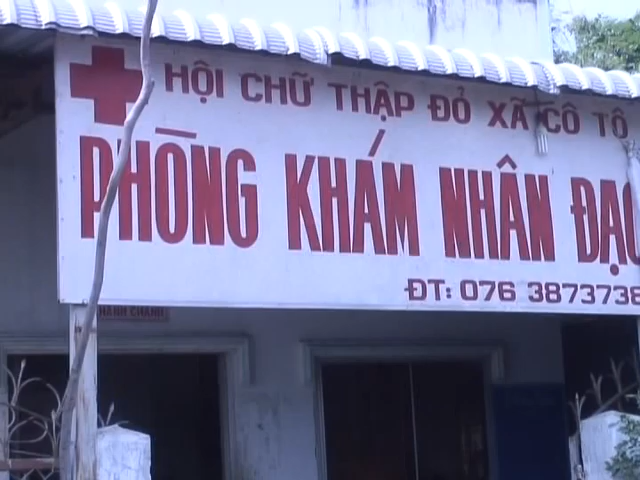 HỘI CHỮ THẬP ĐỎ XÃ CÔ TÔ
PHÒNG KHÁM NHÂN ĐẠO
ĐT: 076 3873738